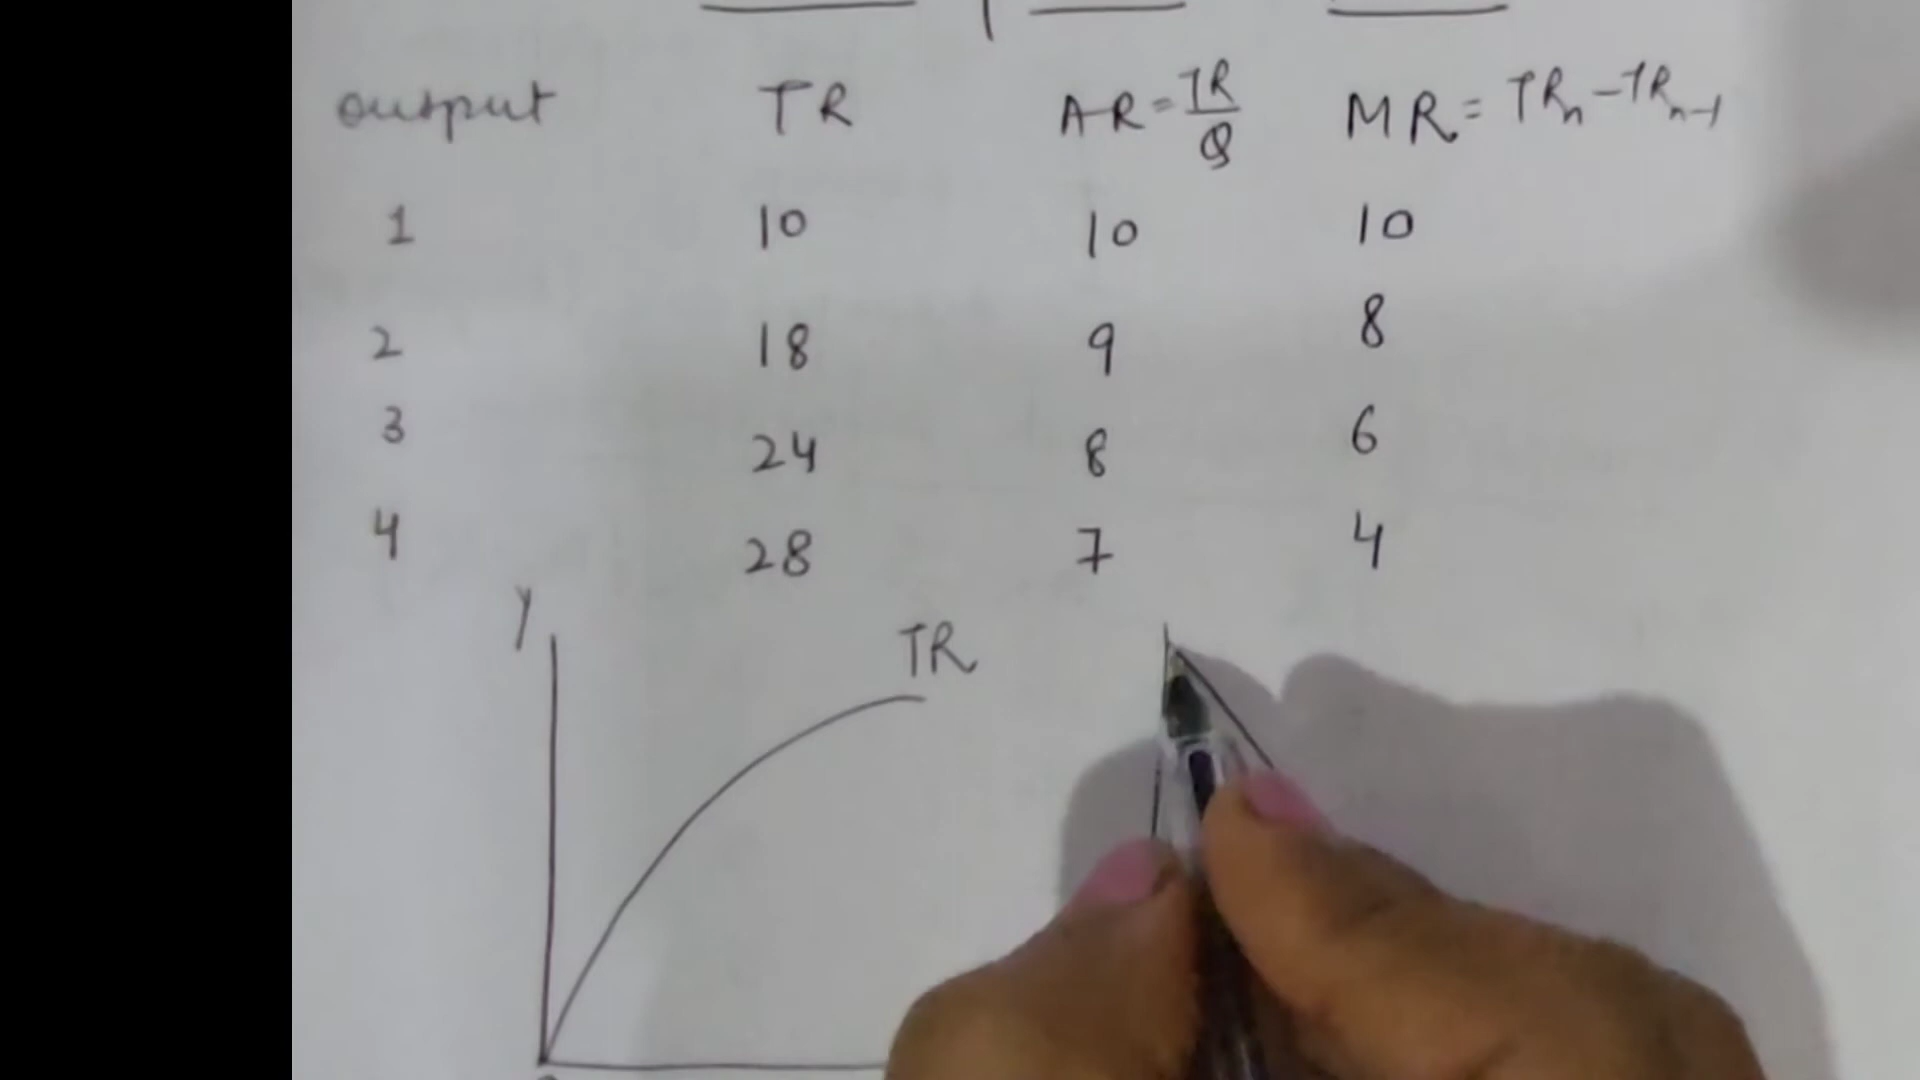 output TR AR = TR/Q MR = TRn - TRn-1
1 10 10 10
2 18 9 8
3 24 8 6
4 28 7 4
y
TR